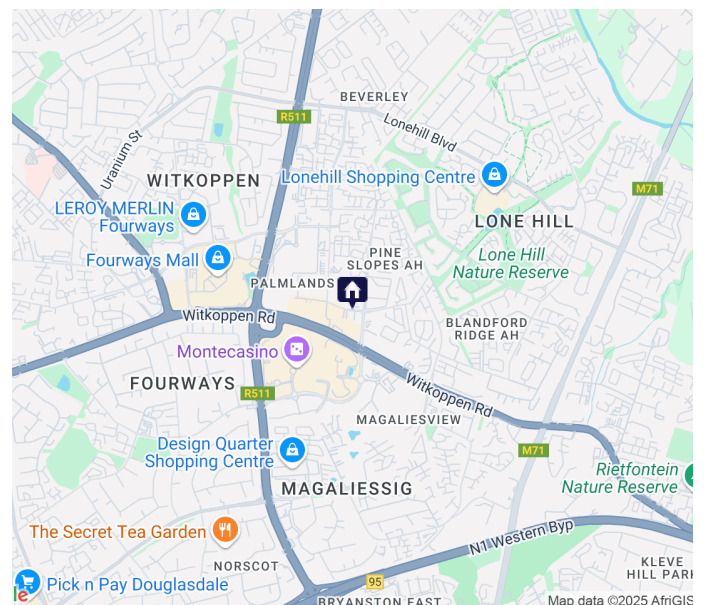 BEVERLEY
R511
Lonehill Blvd
Uranium St
WITKOPPEN
Lonehill Shopping Centre
M71
LEROY MERLIN
Fourways
LONE HILL
Fourways Mall
PINE
SLOPES AH
Lone Hill
Nature Reserve
PALMLANDS
Witkoppen Rd
BLANDFORD
RIDGE AH
Montecasino
FOURWAYS
R511
Witkoppen Rd
MAGALIESVIEW
Design Quarter
Shopping Centre
M71
Rietfontein
Nature Reserve
MAGALIESSIG
The Secret Tea Garden
N1 Western Byp
NORSCOT
KLEVE
HILL PARK
Pick n Pay Douglasdale
95
le
BRYANSTON EAST
Map data ©2025 AfriGIS